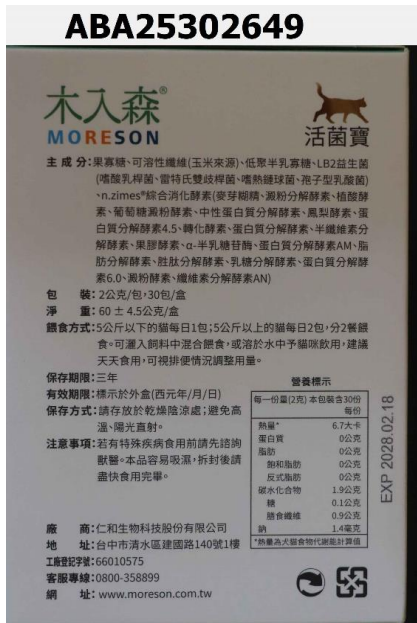 ABA25302649
木入森®
MORESON
活菌寶
主 成 分:果寡糖、可溶性纖維(玉米來源)、低聚半乳寡糖、LB2益生菌
(嗜酸乳桿菌、雷特氏雙歧桿菌、嗜熱鏈球菌、孢子型乳酸菌)
、n.zimes®綜合消化酵素(麥芽糊精、澱粉分解酵素、植酸酵
素、葡萄糖澱粉酵素、中性蛋白質分解酵素、鳳梨酵素、蛋
白質分解酵素4.5、轉化酵素、蛋白質分解酵素、半纖維素分
解酵素、果膠酵素、α-半乳糖苷酶、蛋白質分解酵素AM、脂
肪分解酵素、胜肽分解酵素、乳糖分解酵素、蛋白質分解酵
素6.0、澱粉酵素、纖維素分解酵素AN)
包 裝:2公克/包,30包/盒
淨 重:60 ± 4.5公克/盒
餵食方式:5公斤以下的貓每日1包;5公斤以上的貓每日2包,分2餐餵
食。可灑入飼料中混合餵食,或溶於水中予貓咪飲用,建議
天天食用,可視排便情況調整用量。
保存期限:三年
有效期限:標示於外盒(西元年/月/日)
保存方式:請存放於乾燥陰涼處;避免高
溫、陽光直射。
注意事項:若有特殊疾病食用前請先諮詢
獸醫。本品容易吸濕,拆封後請
盡快食用完畢。
營養標示
每一份量(2克) 本包裝含30份
每份
熱量* 6.7大卡
蛋白質 0公克
脂肪 0公克
飽和脂肪 0公克
反式脂肪 0公克
碳水化合物 1.9公克
糖 0.1公克
膳食纖維 0.9公克
鈉 1.4毫克
*熱量為犬貓食物代謝能計算值
EXP 2028.02.18
廠 商:仁和生物科技股份有限公司
地 址:台中市清水區建國路140號1樓
工廠登記字號:66010575
客服專線:0800-358899
網 址: www.moreson.com.tw